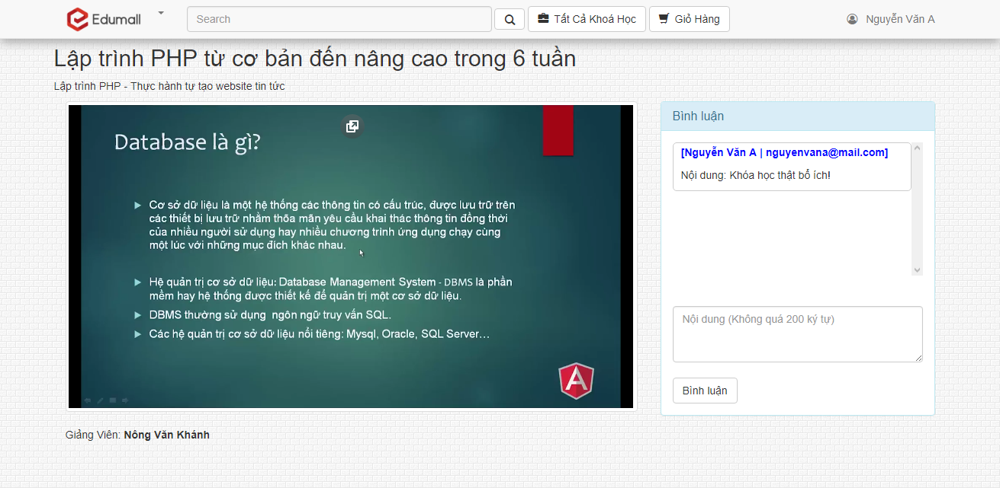 Edumall
Search
Tất Cả Khoá Học
Giỏ Hàng
Nguyễn Văn A
Lập trình PHP từ cơ bản đến nâng cao trong 6 tuần
Lập trình PHP - Thực hành tự tạo website tin tức
Database là gì?
Cơ sở dữ liệu là một hệ thống các thông tin có cấu trúc, được lưu trữ trên
các thiết bị lưu trữ nhằm thõa mãn yêu cầu khai thác thông tin đồng thời
của nhiều người sử dụng hay nhiều chương trình ứng dụng chạy cùng
một lúc với những mục đích khác nhau.
Hệ quản trị cơ sở dữ liệu: Database Management System - DBMS là phần
mềm hay hệ thống được thiết kế để quản trị một cơ sở dữ liệu.
DBMS thường sử dụng ngôn ngữ truy vấn SQL.
Các hệ quản trị cơ sở dữ liệu nổi tiêng: Mysql, Oracle, SQL Server…
A
Bình luận
[Nguyễn Văn A | nguyenvana@mail.com]
Nội dung: Khóa học thật bổ ích!
Nội dung (Không quá 200 ký tự)
Bình luận
Giảng Viên: Nông Văn Khánh